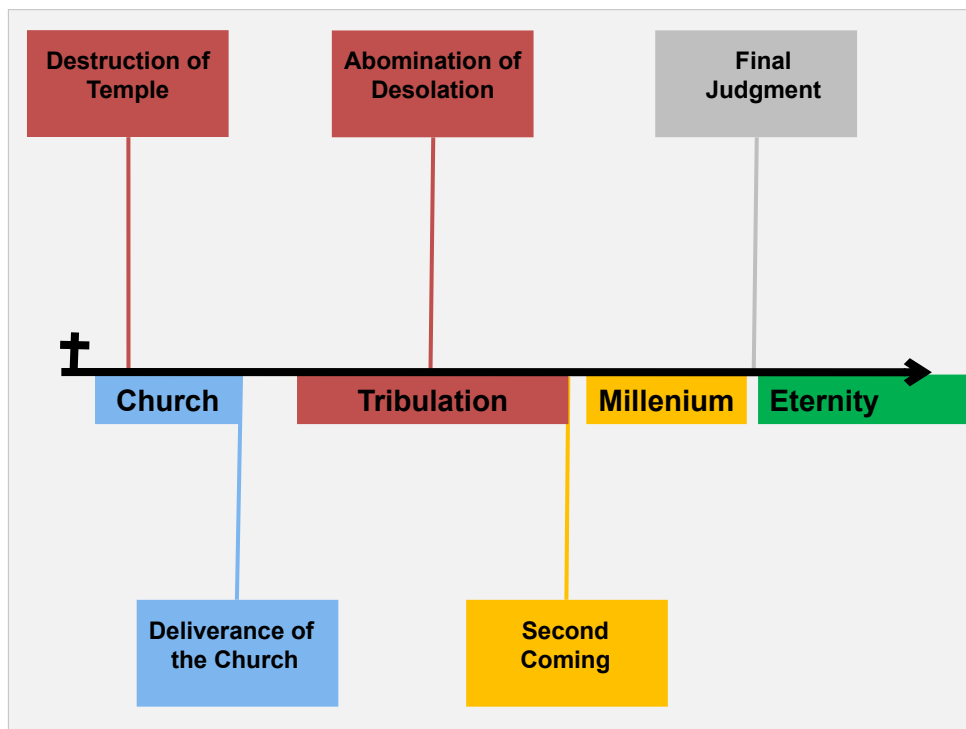 Destruction of
Temple
Abomination of
Desolation
Final
Judgment
Church
Tribulation
Millenium
Eternity
Deliverance of
the Church
Second
Coming